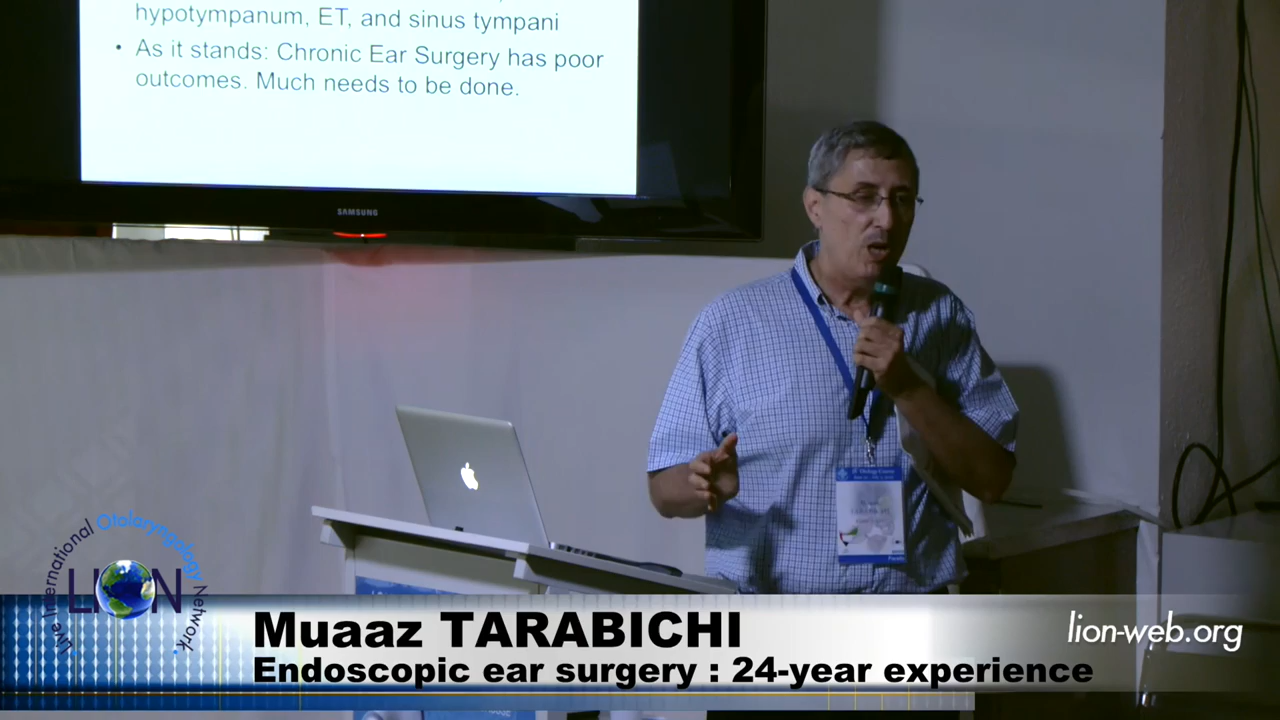 hypotympanum, ET, and sinus tympani
• As it stands: Chronic Ear Surgery has poor
outcomes. Much needs to be done.
SAMSUNG
Live International Otolaryngology Network
LION
Muaaz TARABICHI
Endoscopic ear surgery : 24-year experience
lion-web.org